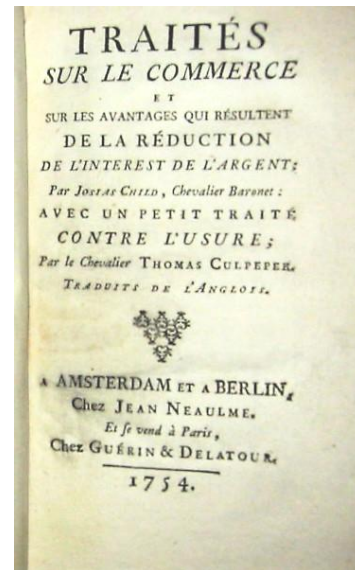 TRAITÉS
SUR LE COMMERCE
ET
SUR LES AVANTAGES QUI RÉSULTENT
DE LA RÉDUCTION
DE L'INTEREST DE L'ARGENT;
Par JOSIAS CHILD, Chevalier Baronet:
AVEC UN PETIT TRAITÉ
CONTRE L'USURE;
Par le Chevalier THOMAS CULPEPER.
TRADUITS DE L'ANGLOIS.
A AMSTERDAM ET A BERLIN,
Chez JEAN NEAULME.
Et se vend à Paris,
Chez GUÉRIN & DELATOUR.
1754.